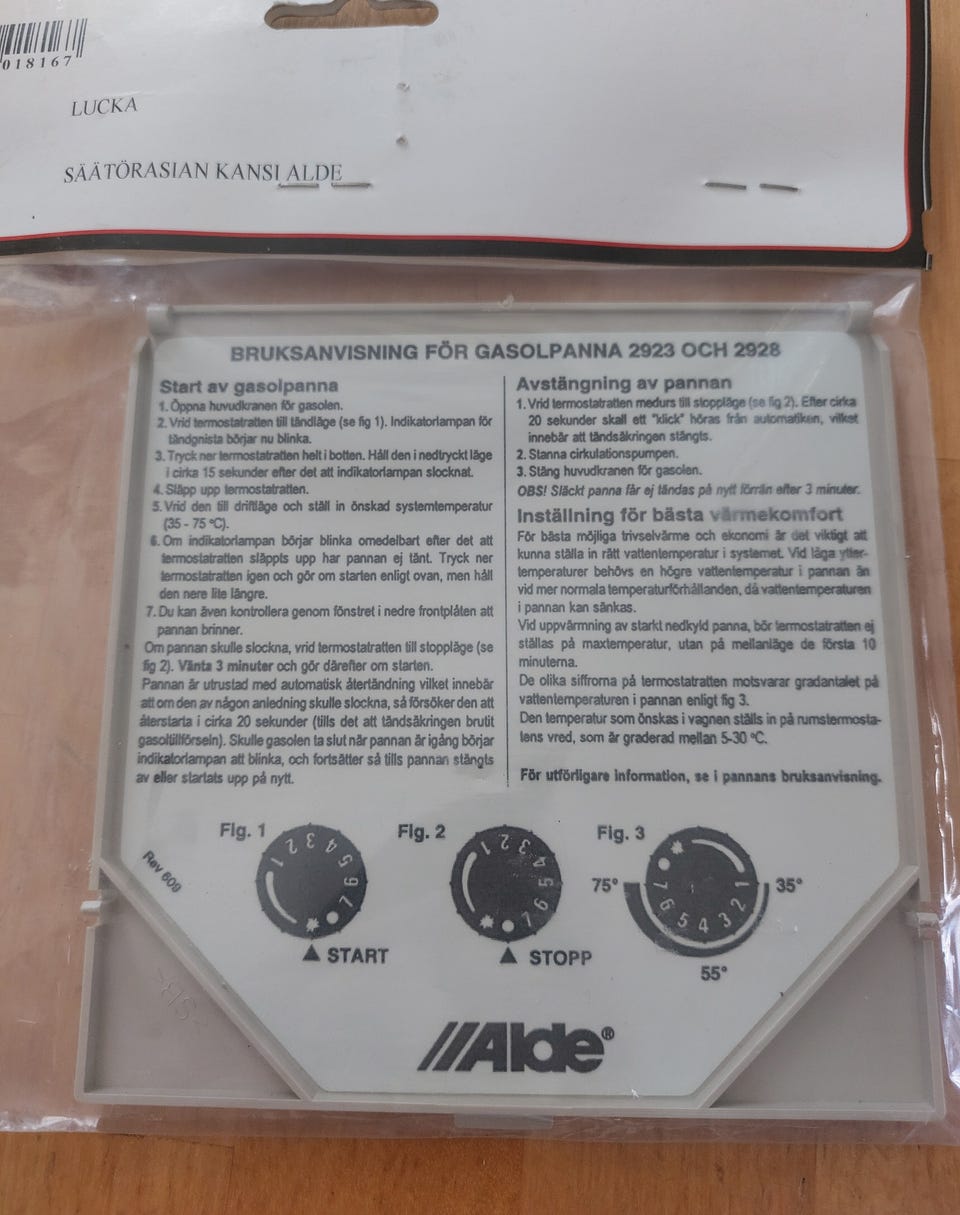 018167
LUCKA
SÄÄTÖRASIAN KANSI ALDE
BRUKSANVISNING FÖR GASOLPANNA 2923 OCH 2928
Start av gasolpanna
1. Öppna huvudkranen för gasolen.
2. Vrid termostatratten till tändläge (se fig 1). Indikatorlampan för
tändgnista börjar nu blinka.
3. Tryck ner termostatratten helt i botten. Håll den i nedtryckt läge
i cirka 15 sekunder efter det att indikatorlampan slocknat.
4. Släpp upp termostatratten.
5. Vrid den till driftläge och ställ in önskad systemtemperatur
(35 - 75 °C).
6. Om indikatorlampan börjar blinka omedelbart efter det att
termostatratten släppts upp har pannan ej tänt. Tryck ner
termostatratten igen och gör om starten enligt ovan, men håll
den nere lite längre.
7. Du kan även kontrollera genom fönstret i nedre frontplåten att
pannan brinner.
Om pannan skulle slockna, vrid termostatratten till stoppläge (se
fig 2). Vänta 3 minuter och gör därefter om starten.
Pannan är utrustad med automatisk återtändning vilket innebär
att om den av någon anledning skulle slockna, så försöker den att
återstarta i cirka 20 sekunder (tills det att tändsäkringen brutit
gasoltillförseln). Skulle gasolen ta slut när pannan är igång börjar
indikatorlampan att blinka, och fortsätter så tills pannan stängts
av eller startats upp på nytt.
Avstängning av pannan
1. Vrid termostatratten medurs till stoppläge (se fig 2). Efter cirka
20 sekunder skall ett "klick" höras från automatiken, vilket
innebär att tändsäkringen stängts.
2. Stanna cirkulationspumpen.
3. Stäng huvudkranen för gasolen.
OBS! Släckt panna får ej tändas på nytt förrän efter 3 minuter.
Inställning för bästa värmekomfort
För bästa möjliga trivselvärme och ekonomi är det viktigt att
kunna ställa in rätt vattentemperatur i systemet. Vid låga ytter-
temperaturer behövs en högre vattentemperatur i pannan än
vid mer normala temperaturförhållanden, då vattentemperaturen
i pannan kan sänkas.
Vid uppvärmning av starkt nedkyld panna, bör termostatratten ej
ställas på maxtemperatur, utan på mellanläge de första 10
minuterna.
De olika siffrorna på termostatratten motsvarar gradantalet på
vattentemperaturen i pannan enligt fig 3.
Den temperatur som önskas i vagnen ställs in på rumstermosta-
tens vred, som är graderad mellan 5-30 °C.
För utförligare information, se i pannans bruksanvisning.
Rev 609
Fig. 1
1 2 3 4 5 6 7
START
Fig. 2
1 2 3 4 5 6 7
STOPP
Fig. 3
75°
7 6 5 4 3 2 1
35°
55°
Alde®